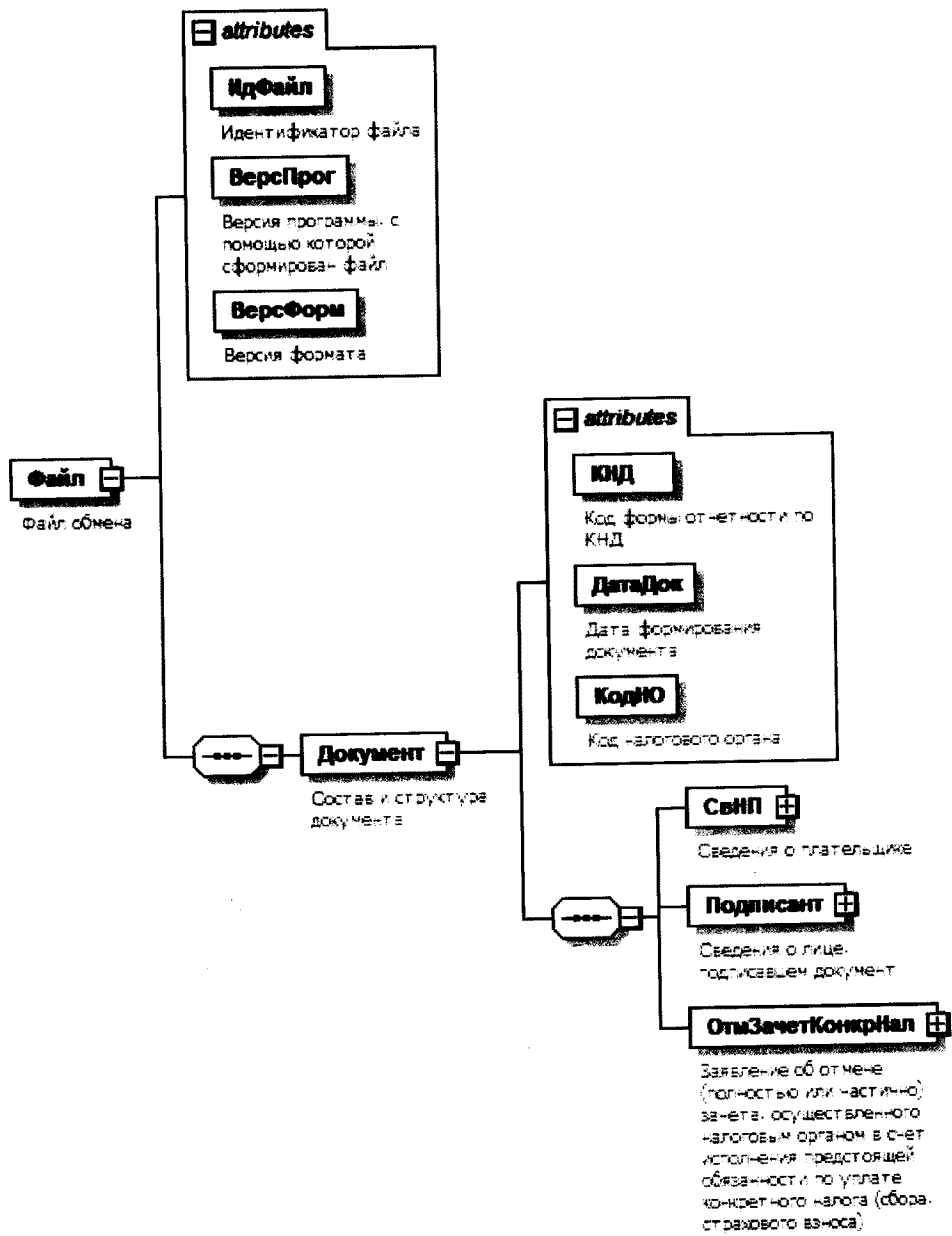 attributes
ИдФайл
Идентификатор файла
ВерсПрог
Версия программы, с
помощью которой
сформирован файл
ВерсФорм
Версия формата
Файл
Файл обмена
attributes
КНД
Код формы отчетности по
КНД
ДатаДок
Дата формирования
документа
КодНО
Код налогового органа
Документ
Состав и структура
документа
СвНП
Сведения о плательщике
Подписант
Сведения о лице,
подписавшем документ
ОтмЗачетКонкрНал
Заявление об отмене
(полностью или частично)
зачета, осуществленного
налоговым органом в счет
исполнения предстоящей
обязанности по уплате
конкретного налога (сбора,
страхового взноса)